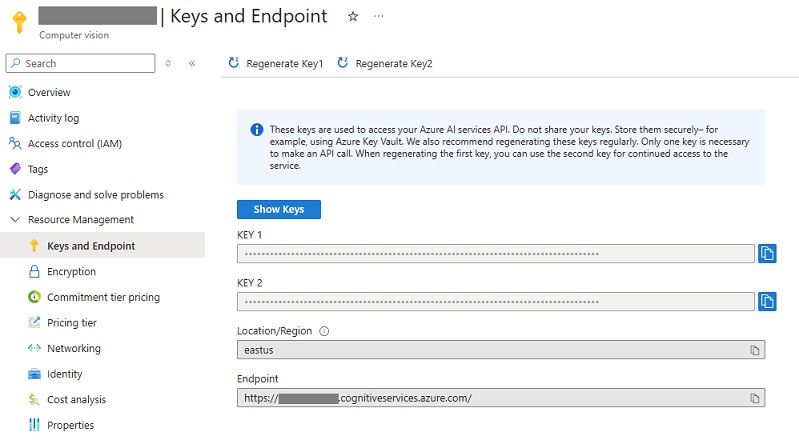 | Keys and Endpoint
Computer vision
Search
Regenerate Key1
Regenerate Key2
Overview
Activity log
Access control (IAM)
Tags
Diagnose and solve problems
Resource Management
Keys and Endpoint
Encryption
Commitment tier pricing
Pricing tier
Networking
Identity
Cost analysis
Properties
These keys are used to access your Azure AI services API. Do not share your keys. Store them securely– for
example, using Azure Key Vault. We also recommend regenerating these keys regularly. Only one key is necessary
to make an API call. When regenerating the first key, you can use the second key for continued access to the
service.
Show Keys
KEY 1
KEY 2
Location/Region
eastus
Endpoint
https://.cognitiveservices.azure.com/